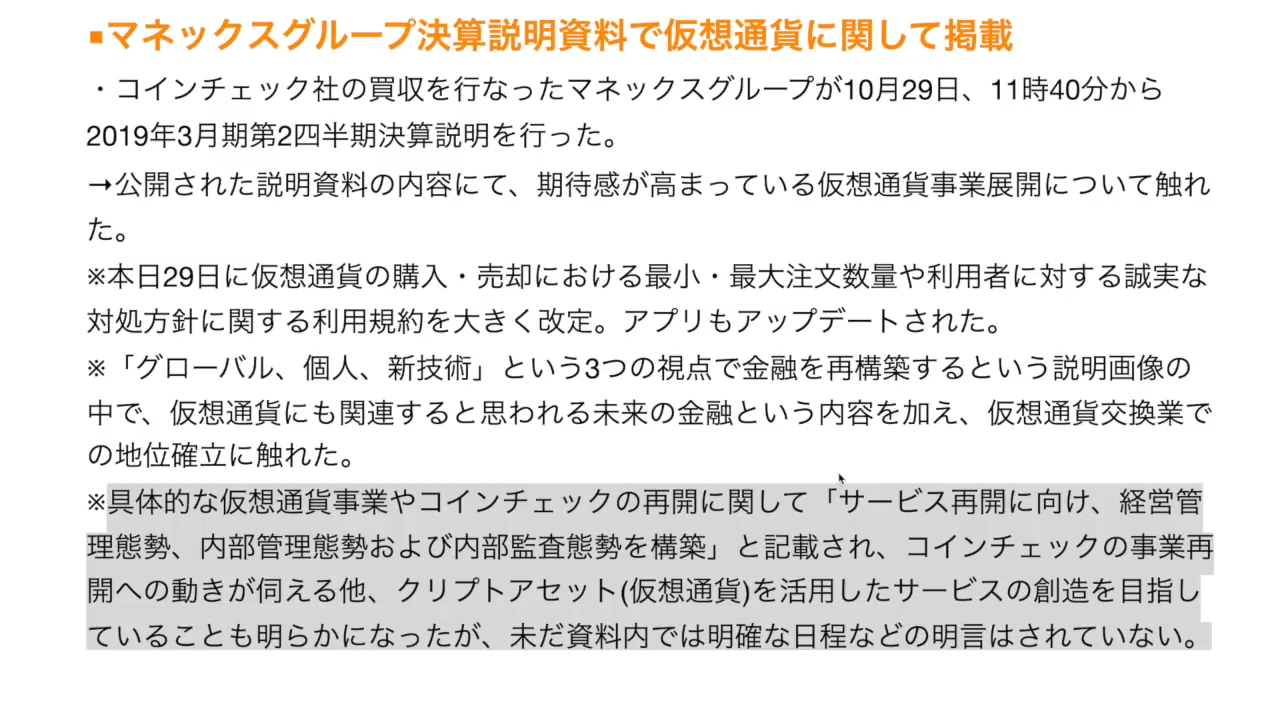 ▪マネックスグループ決算説明資料で仮想通貨に関して掲載
・コインチェック社の買収を行なったマネックスグループが10月29日、11時40分から
2019年3月期第2四半期決算説明を行った。
→公開された説明資料の内容にて、期待感が高まっている仮想通貨事業展開について触れ
た。
※本日29日に仮想通貨の購入・売却における最小・最大注文数量や利用者に対する誠実な
対処方針に関する利用規約を大きく改定。アプリもアップデートされた。
※「グローバル、個人、新技術」という3つの視点で金融を再構築するという説明画像の
中で、仮想通貨にも関連すると思われる未来の金融という内容を加え、仮想通貨交換業で
の地位確立に触れた。
※具体的な仮想通貨事業やコインチェックの再開に関して「サービス再開に向け、経営管
理態勢、内部管理態勢および内部監査態勢を構築」と記載され、コインチェックの事業再
開への動きが伺える他、クリプトアセット(仮想通貨)を活用したサービスの創造を目指し
ていることも明らかになったが、未だ資料内では明確な日程などの明言はされていない。